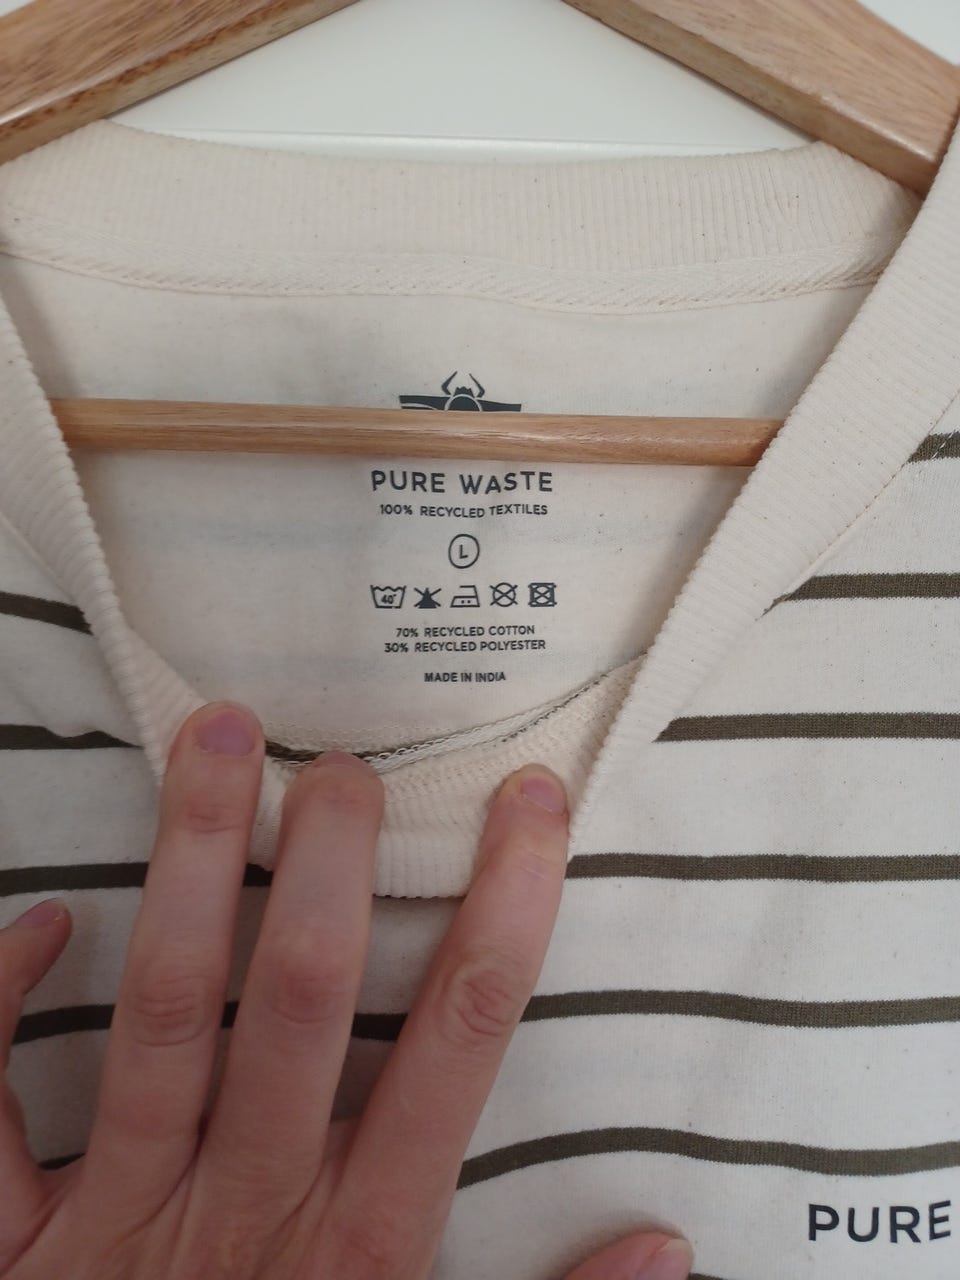 PURE WASTE
100% RECYCLED TEXTILES
L
40°
70% RECYCLED COTTON
30% RECYCLED POLYESTER
MADE IN INDIA
PURE